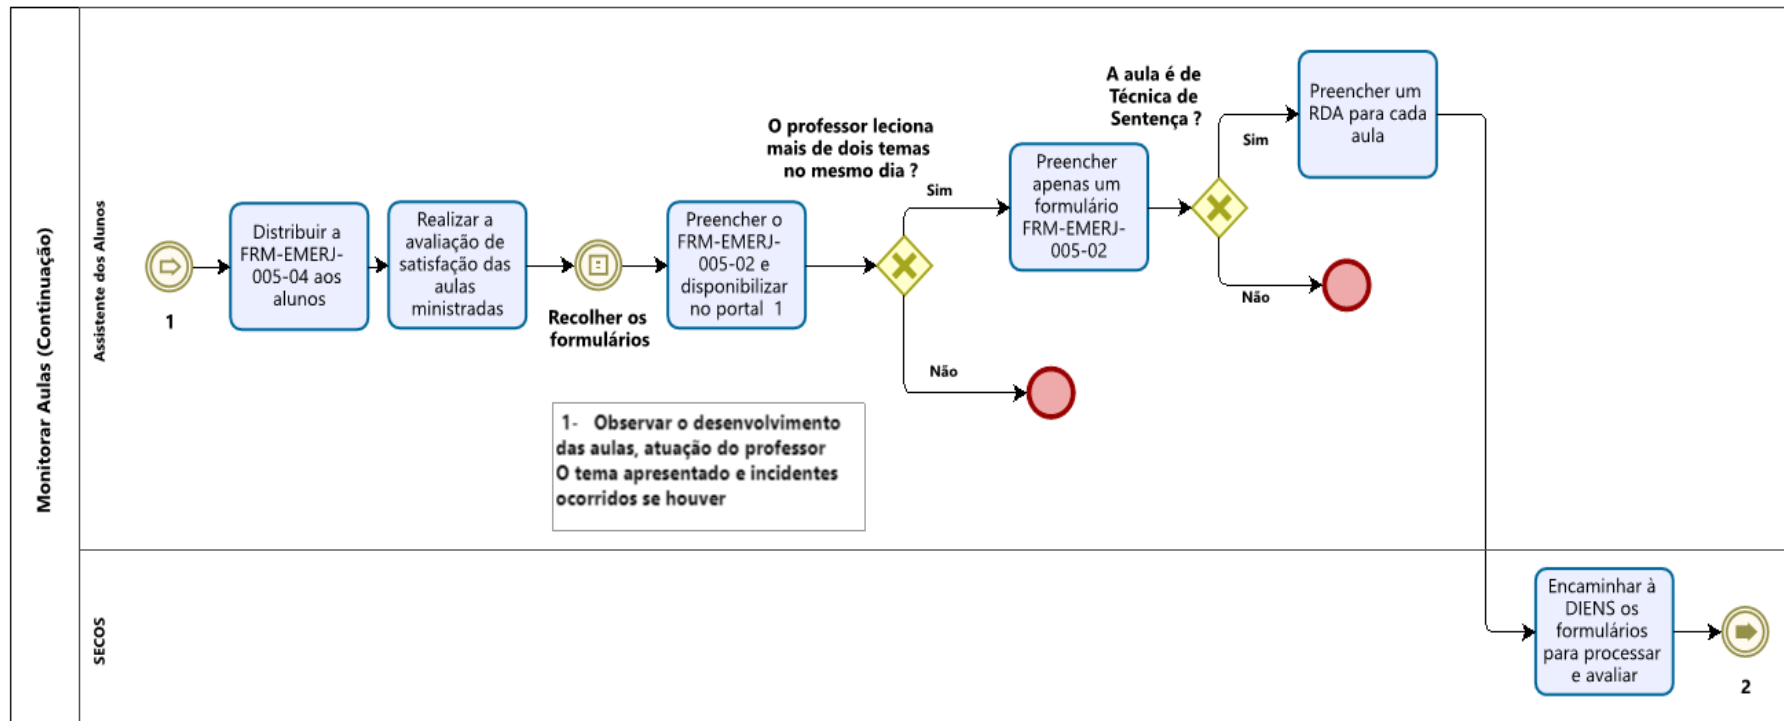 Monitorar Aulas (Continuação)
Assistente dos Alunos
1
Distribuir a
FRM-EMERJ-
005-04 aos
alunos
Realizar a
avaliação de
satisfação das
aulas
ministradas
Recolher os
formulários
Preencher o
FRM-EMERJ-
005-02 e
disponibilizar
no portal 1
O professor leciona
mais de dois temas
no mesmo dia ?
Sim
Não
Preencher
apenas um
formulário
FRM-EMERJ-
005-02
A aula é de
Técnica de
Sentença ?
Sim
Não
Preencher um
RDA para cada
aula
1- Observar o desenvolvimento
das aulas, atuação do professor
O tema apresentado e incidentes
ocorridos se houver
SECOS
Encaminhar à
DIENS os
formulários
para processar
e avaliar
2